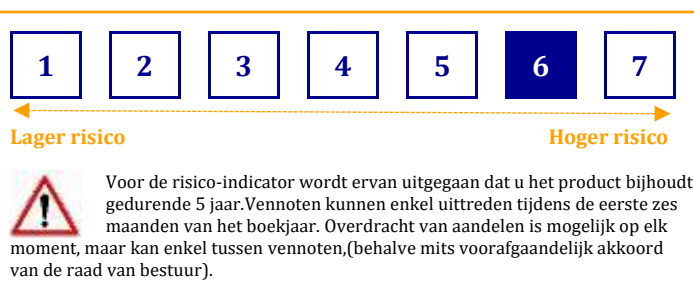 1 2 3 4 5 6 7
Lager risico Hoger risico
Voor de risico-indicator wordt ervan uitgegaan dat u het product bijhoudt
gedurende 5 jaar.Vennoten kunnen enkel uittreden tijdens de eerste zes
maanden van het boekjaar. Overdracht van aandelen is mogelijk op elk
moment, maar kan enkel tussen vennoten,(behalve mits voorafgaandelijk akkoord
van de raad van bestuur).